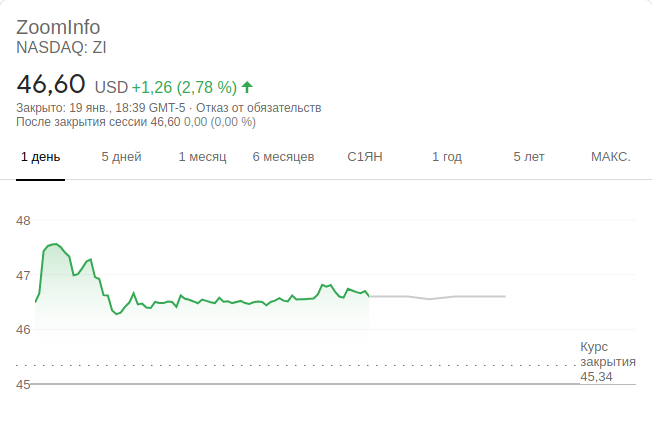 ZoomInfo
NASDAQ: ZI
46,60 USD +1,26 (2,78 %)
Закрыто: 19 янв., 18:39 GMT-5 · Отказ от обязательств
После закрытия сессии 46,60 0,00 (0,00 %)
1 день 5 дней 1 месяц 6 месяцев С1ЯН 1 год 5 лет МАКС.
48
47
46
Курс
закрытия
45,34
45